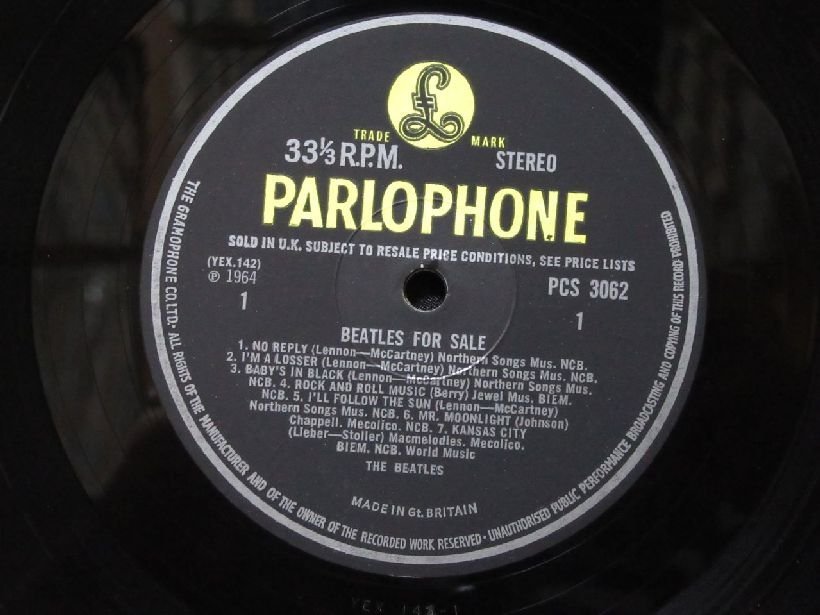 £
TRADE MARK
33⅓ R.P.M. STEREO
PARLOPHONE
SOLD IN U.K. SUBJECT TO RESALE PRICE CONDITIONS, SEE PRICE LISTS
(YEX.142)
℗ 1964 PCS 3062
1 1
BEATLES FOR SALE
1. NO REPLY (Lennon—McCartney) Northern Songs Mus. NCB.
2. I'M A LOSSER (Lennon—McCartney) Northern Songs Mus. NCB.
3. BABY'S IN BLACK (Lennon—McCartney) Northern Songs Mus.
NCB. 4. ROCK AND ROLL MUSIC (Berry) Jewel Mus. BIEM.
NCB. 5. I'LL FOLLOW THE SUN (Lennon—McCartney)
Northern Songs Mus. NCB. 6. MR. MOONLIGHT (Johnson)
Chappell. Mecolico. NCB. 7. KANSAS CITY
(Lieber—Stoller) Macmelodies. Mecolico.
BIEM. NCB. World Music
THE BEATLES
MADE IN Gt. BRITAIN
THE GRAMOPHONE CO. LTD. · ALL RIGHTS OF THE MANUFACTURER AND OF THE OWNER OF THE RECORDED WORK RESERVED · UNAUTHORISED PUBLIC PERFORMANCE BROADCASTING AND COPYING OF THIS RECORD PROHIBITED